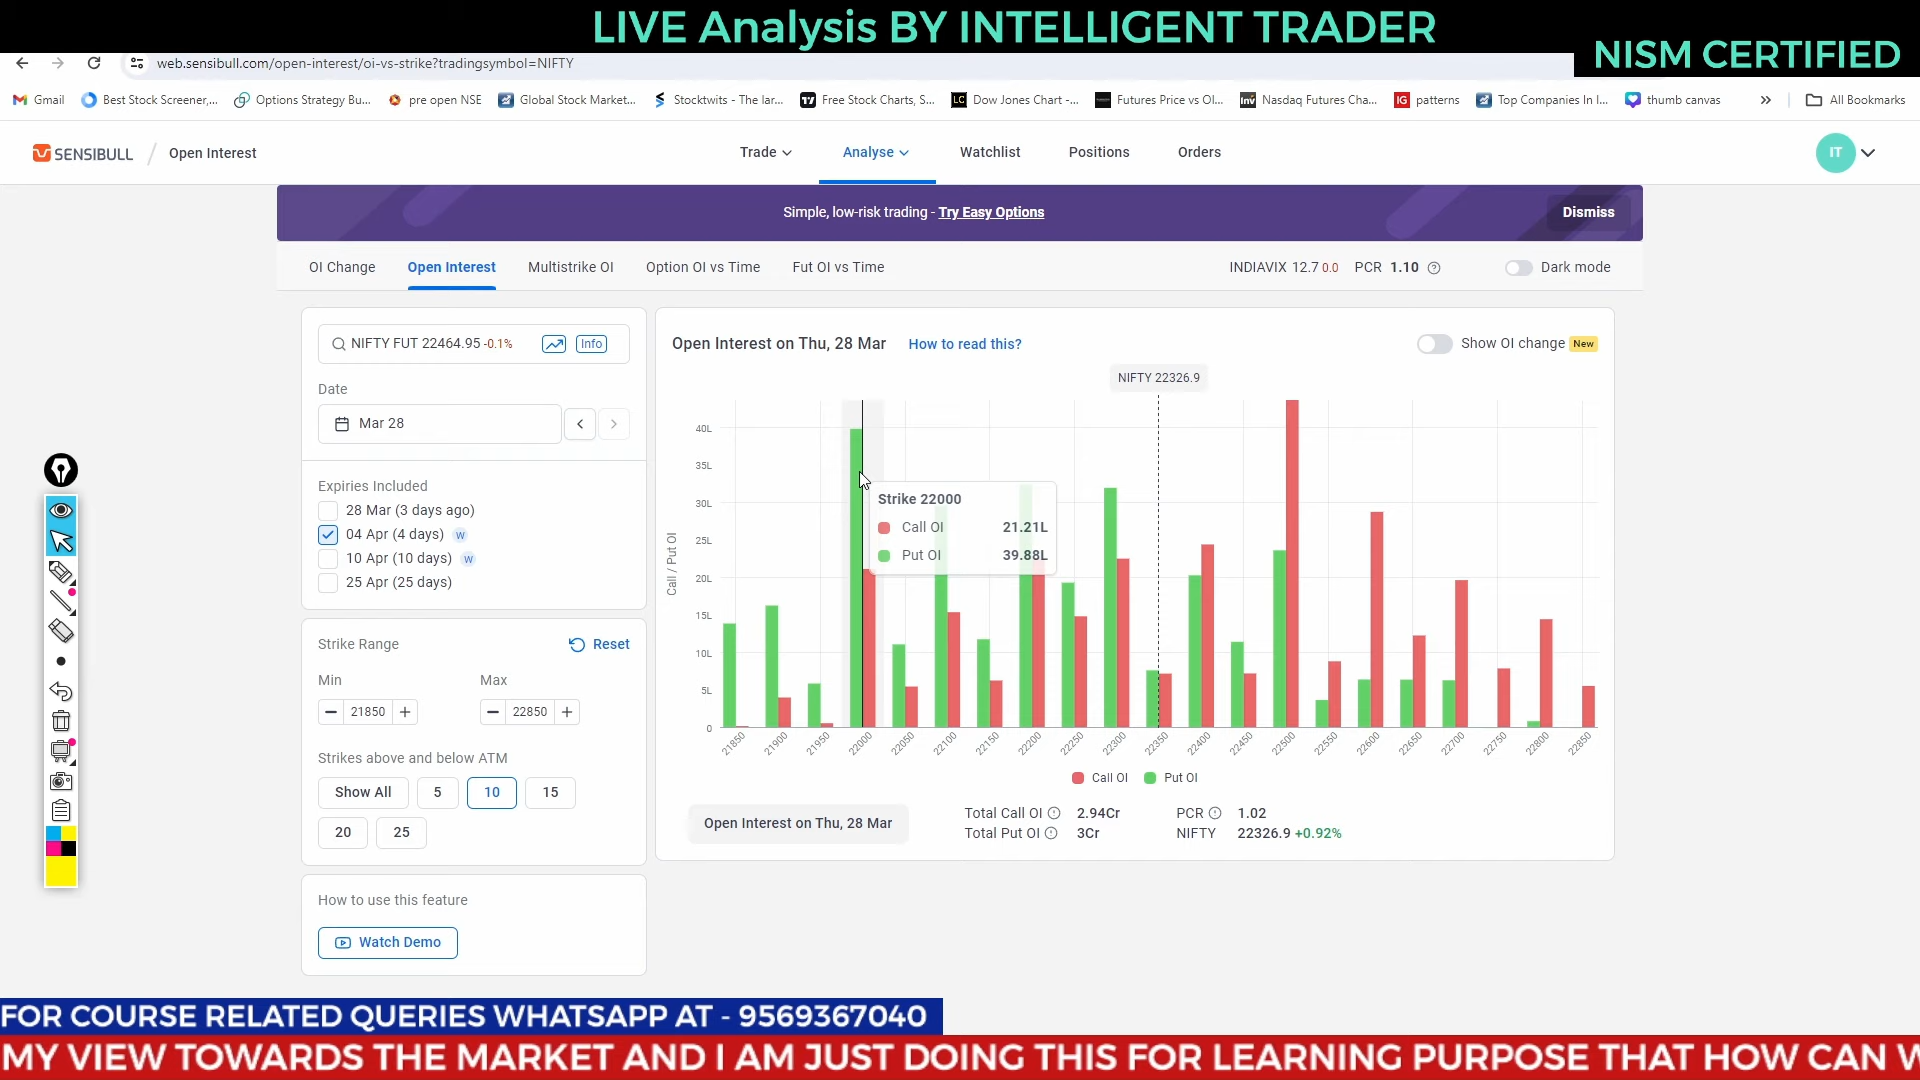 LIVE Analysis BY INTELLIGENT TRADER
NISM CERTIFIED
web.sensibull.com/open-interest/oi-vs-strike?tradingsymbol=NIFTY
Gmail
Best Stock Screener,...
Options Strategy Bu...
pre open NSE
Global Stock Market...
Stocktwits - The lar...
Free Stock Charts, S...
Dow Jones Chart -...
Futures Price vs OI...
Nasdaq Futures Cha...
patterns
Top Companies In I...
thumb canvas
All Bookmarks
SENSIBULL / Open Interest
Trade
Analyse
Watchlist
Positions
Orders
IT
Simple, low-risk trading - Try Easy Options
Dismiss
OI Change
Open Interest
Multistrike OI
Option OI vs Time
Fut OI vs Time
INDIAVIX 12.7 0.0
PCR 1.10
Dark mode
NIFTY FUT 22464.95 -0.1%
Info
Date
Mar 28
Expiries Included
28 Mar (3 days ago)
04 Apr (4 days) w
10 Apr (10 days) w
25 Apr (25 days)
Strike Range
Reset
Min
Max
21850
22850
Strikes above and below ATM
Show All
5
10
15
20
25
How to use this feature
Watch Demo
Open Interest on Thu, 28 Mar
How to read this?
Show OI change New
NIFTY 22326.9
Call / Put OI
40L
35L
30L
25L
20L
15L
10L
5L
0
Strike 22000
Call OI 21.21L
Put OI 39.88L
21850 21900 21950 22000 22050 22100 22150 22200 22250 22300 22350 22400 22450 22500 22550 22600 22650 22700 22750 22800 22850
Call OI
Put OI
Open Interest on Thu, 28 Mar
Total Call OI 2.94Cr
PCR 1.02
Total Put OI 3Cr
NIFTY 22326.9 +0.92%
FOR COURSE RELATED QUERIES WHATSAPP AT - 9569367040
MY VIEW TOWARDS THE MARKET AND I AM JUST DOING THIS FOR LEARNING PURPOSE THAT HOW CAN